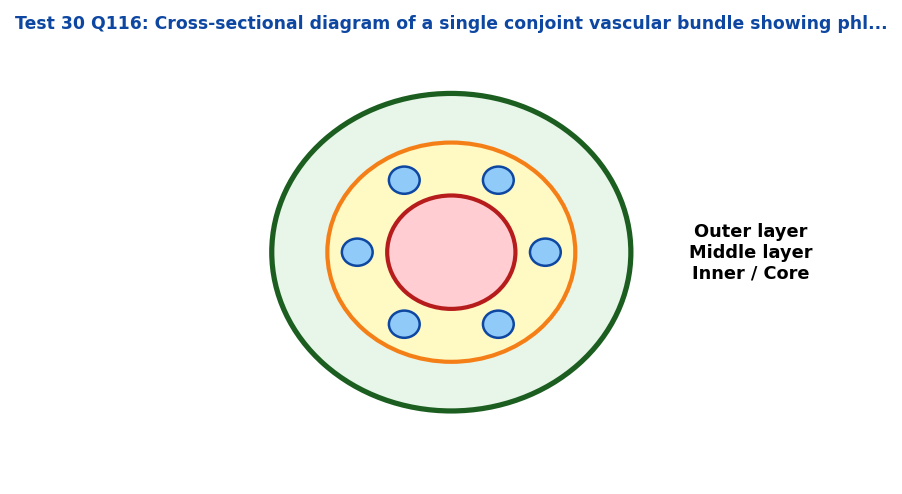 Test 30 Q116: Cross-sectional diagram of a single conjoint vascular bundle showing phl...
Outer layer
Middle layer
Inner / Core